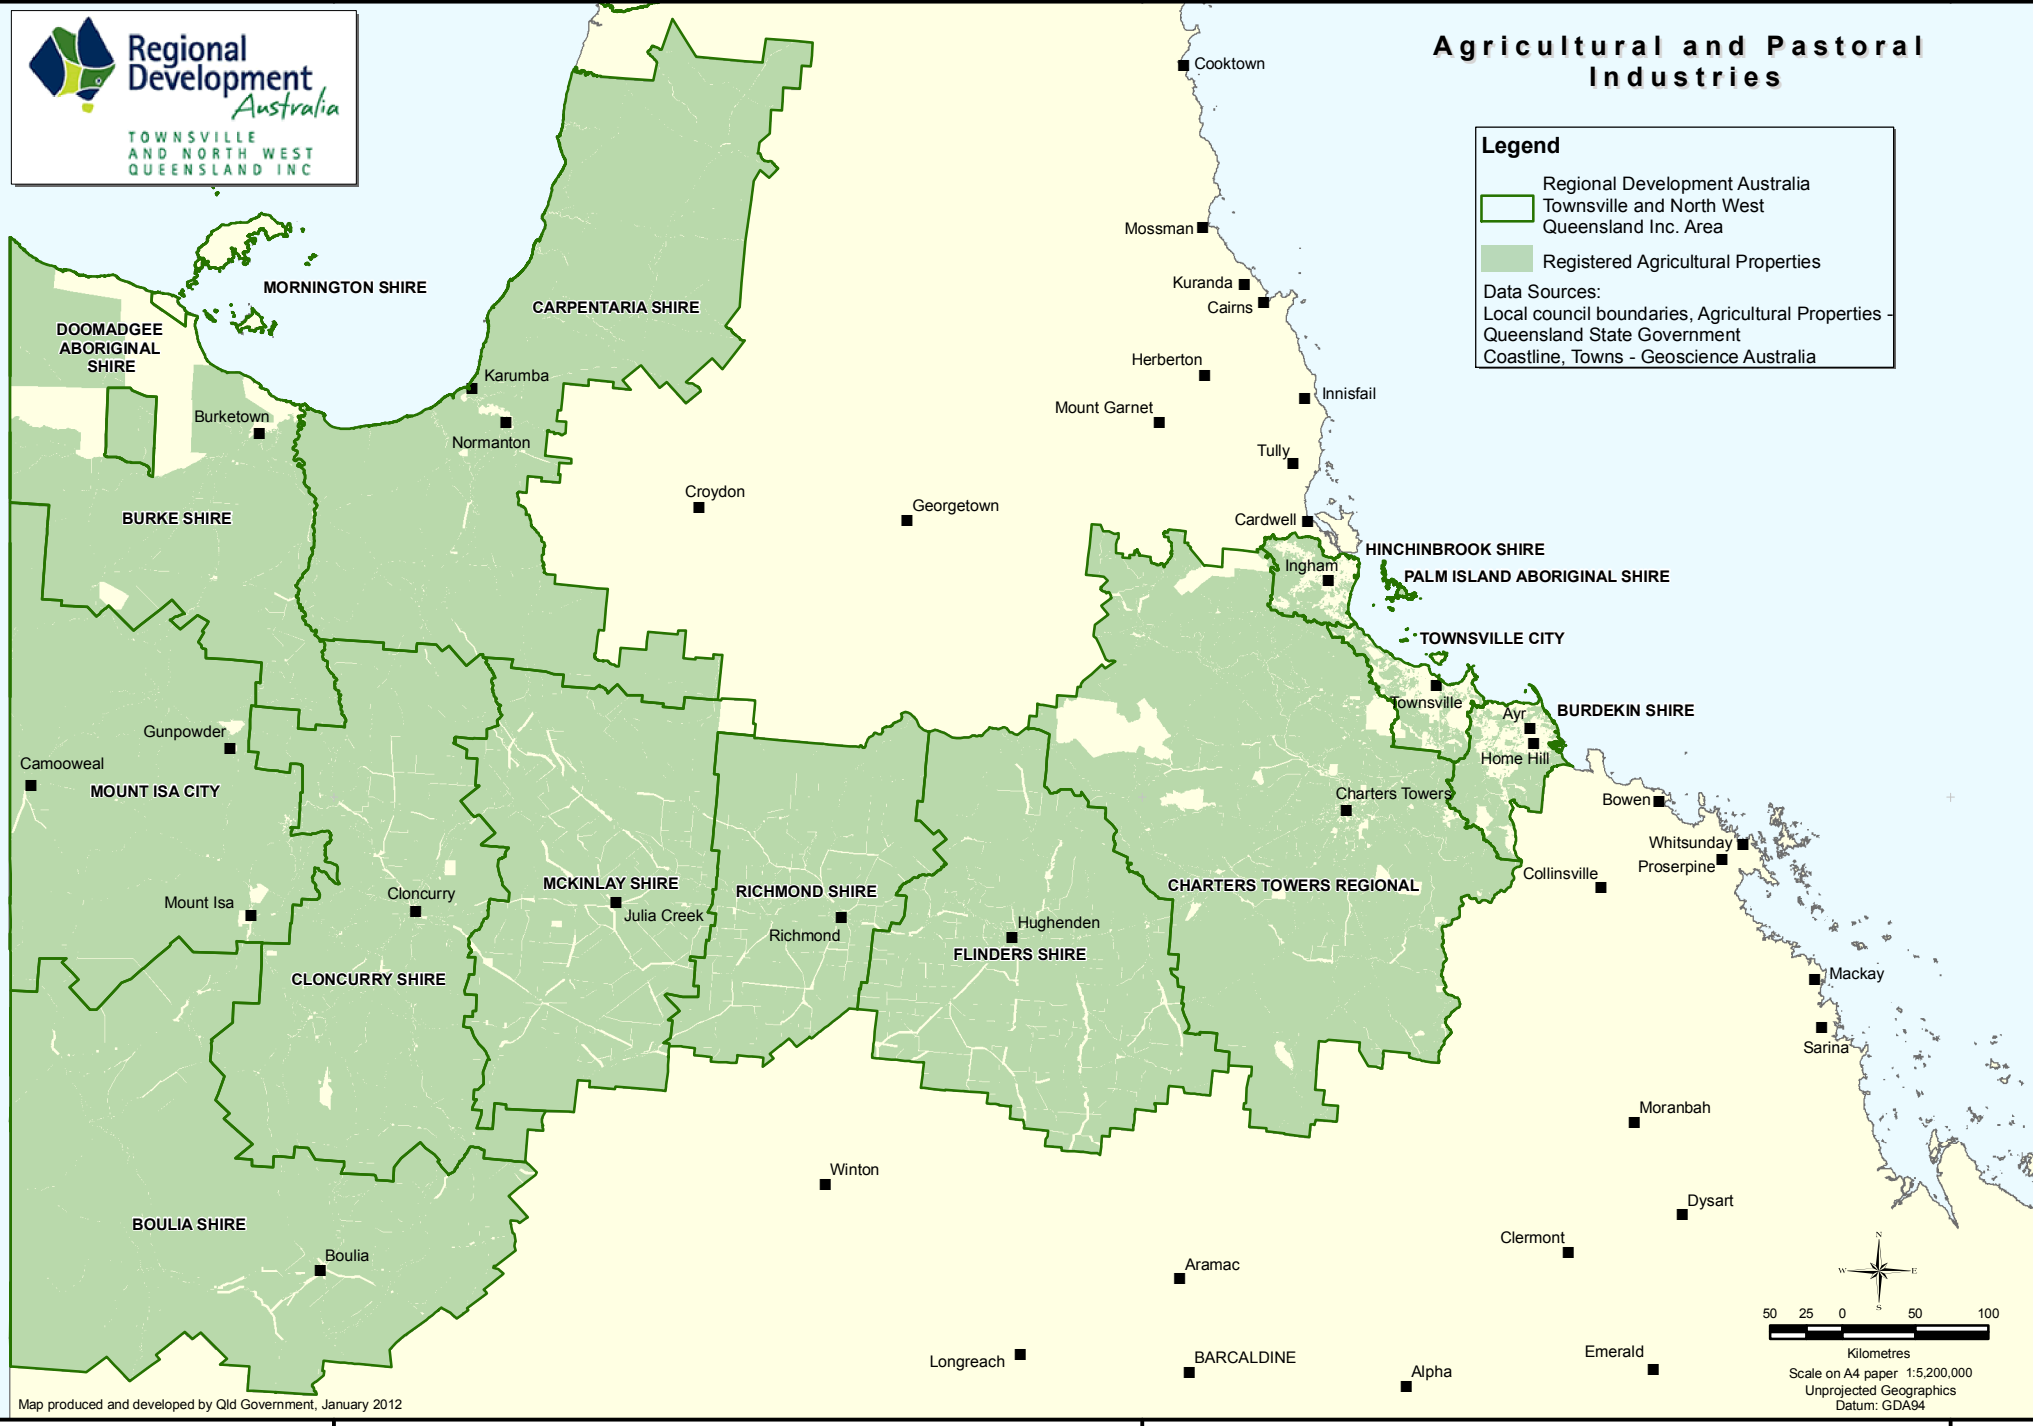 Regional
Development
Australia
TOWNSVILLE
AND NORTH WEST
QUEENSLAND INC
Agricultural and Pastoral
Industries
Legend
Regional Development Australia
Townsville and North West
Queensland Inc. Area
Registered Agricultural Properties
Data Sources:
Local council boundaries, Agricultural Properties -
Queensland State Government
Coastline, Towns - Geoscience Australia
Cooktown
Mossman
Kuranda
Cairns
MORNINGTON SHIRE
CARPENTARIA SHIRE
DOOMADGEE
ABORIGINAL
SHIRE
Herberton
Karumba
Innisfail
Mount Garnet
Burketown
Normanton
Tully
Croydon
Georgetown
BURKE SHIRE
Cardwell
HINCHINBROOK SHIRE
Ingham
PALM ISLAND ABORIGINAL SHIRE
TOWNSVILLE CITY
Townsville
BURDEKIN SHIRE
Ayr
Home Hill
Gunpowder
Camooweal
MOUNT ISA CITY
Charters Towers
Bowen
Whitsunday
Proserpine
Collinsville
MCKINLAY SHIRE
RICHMOND SHIRE
CHARTERS TOWERS REGIONAL
Mount Isa
Cloncurry
Julia Creek
Richmond
Hughenden
FLINDERS SHIRE
CLONCURRY SHIRE
Mackay
Sarina
Moranbah
Winton
Dysart
BOULIA SHIRE
Boulia
Clermont
Aramac
N
W
E
S
50 25 0 50 100
Kilometres
Scale on A4 paper 1:5,200,000
Unprojected Geographics
Datum: GDA94
Longreach
BARCALDINE
Alpha
Emerald
Map produced and developed by Qld Government, January 2012